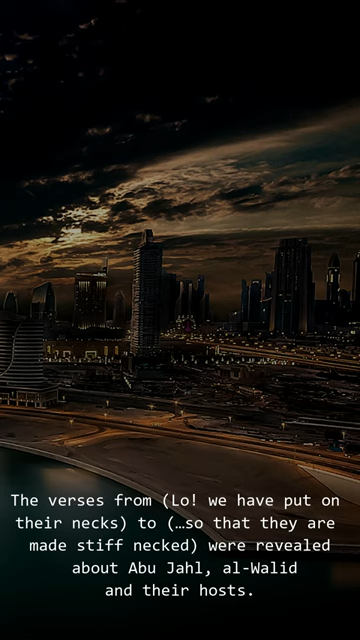 The verses from (Lo! we have put on
their necks) to (…so that they are
made stiff necked) were revealed
about Abu Jahl, al-Walid
and their hosts.